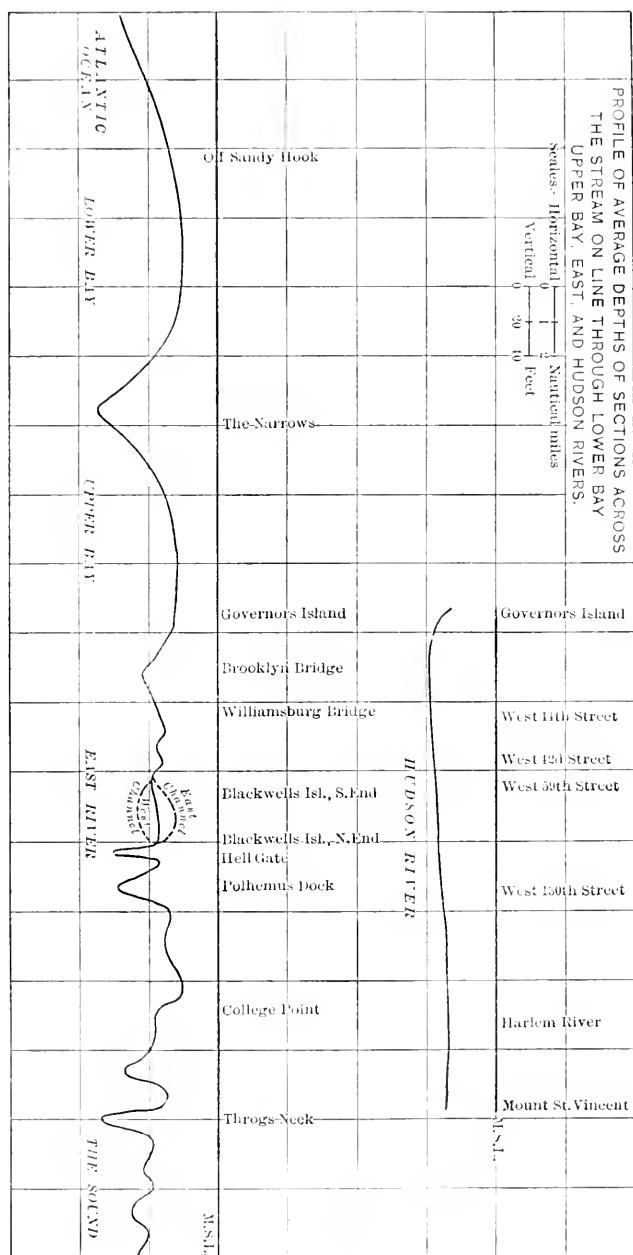 PROFILE OF AVERAGE DEPTHS OF SECTIONS ACROSS
THE STREAM ON LINE THROUGH LOWER BAY
UPPER BAY, EAST, AND HUDSON RIVERS.
Scales:- Horizontal 0 1 2 Nautical miles
Vertical 0 20 40 Feet
ATLANTIC
OCEAN
LOWER BAY
UPPER BAY
EAST RIVER
THE SOUND
Off Sandy Hook
The Narrows
Governors Island
Brooklyn Bridge
Williamsburg Bridge
Blackwells Isl., S.End
Blackwells Isl., N.End
Hell Gate
Polhemus Dock
College Point
Throgs Neck
M.S.L.
East
Channel
West
Channel
HUDSON RIVER
Governors Island
West 14th Street
West 42d Street
West 59th Street
West 150th Street
Harlem River
Mount St. Vincent
M.S.L.